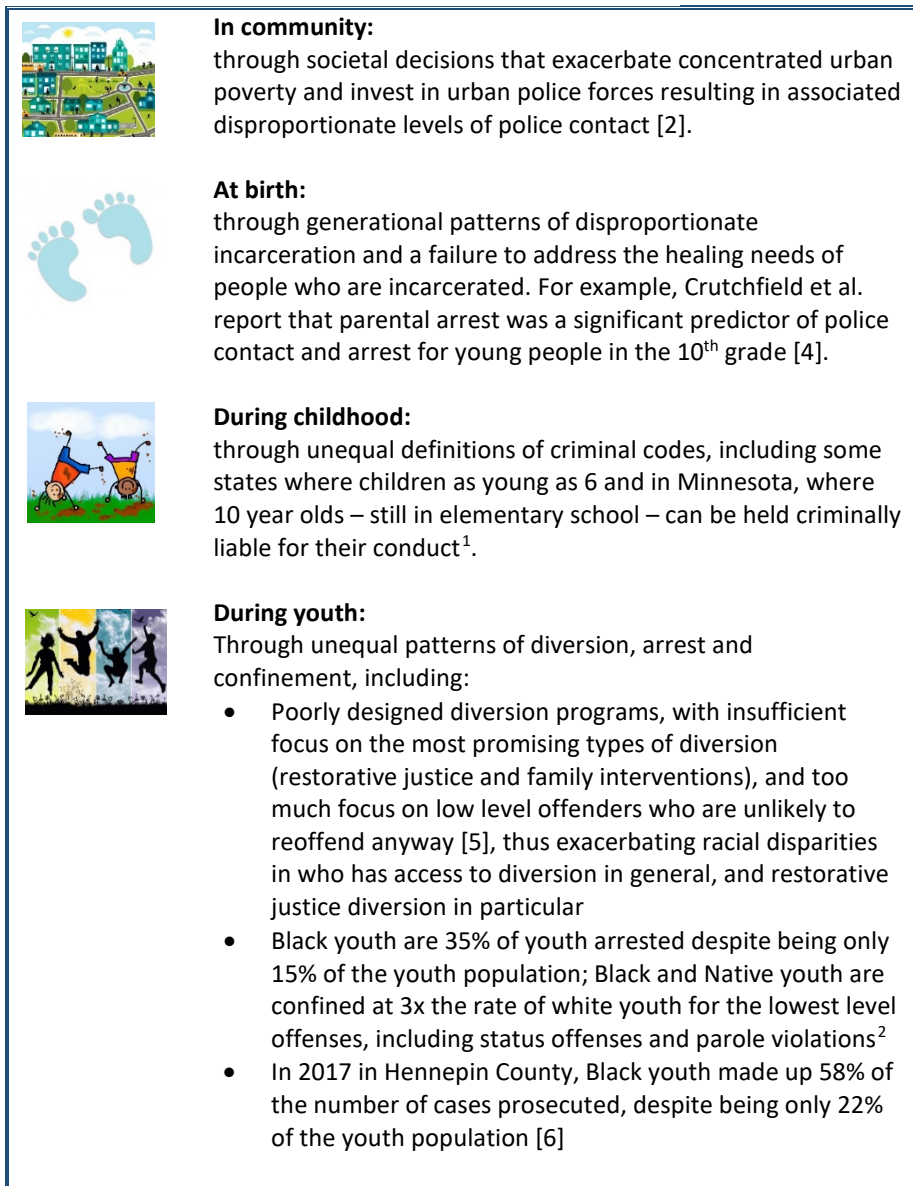 In community:
through societal decisions that exacerbate concentrated urban
poverty and invest in urban police forces resulting in associated
disproportionate levels of police contact [2].
At birth:
through generational patterns of disproportionate
incarceration and a failure to address the healing needs of
people who are incarcerated. For example, Crutchfield et al.
report that parental arrest was a significant predictor of police
contact and arrest for young people in the 10th grade [4].
During childhood:
through unequal definitions of criminal codes, including some
states where children as young as 6 and in Minnesota, where
10 year olds – still in elementary school – can be held criminally
liable for their conduct1.
During youth:
Through unequal patterns of diversion, arrest and
confinement, including:
• Poorly designed diversion programs, with insufficient
focus on the most promising types of diversion
(restorative justice and family interventions), and too
much focus on low level offenders who are unlikely to
reoffend anyway [5], thus exacerbating racial disparities
in who has access to diversion in general, and restorative
justice diversion in particular
• Black youth are 35% of youth arrested despite being only
15% of the youth population; Black and Native youth are
confined at 3x the rate of white youth for the lowest level
offenses, including status offenses and parole violations2
• In 2017 in Hennepin County, Black youth made up 58% of
the number of cases prosecuted, despite being only 22%
of the youth population [6]